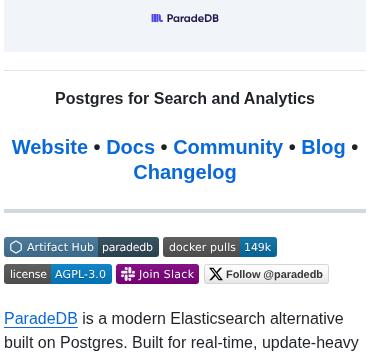 ParadeDB
Postgres for Search and Analytics
Website • Docs • Community • Blog •
Changelog
Artifact Hub paradedb docker pulls 149k
license AGPL-3.0 Join Slack Follow @paradedb
ParadeDB is a modern Elasticsearch alternative
built on Postgres. Built for real-time, update-heavy